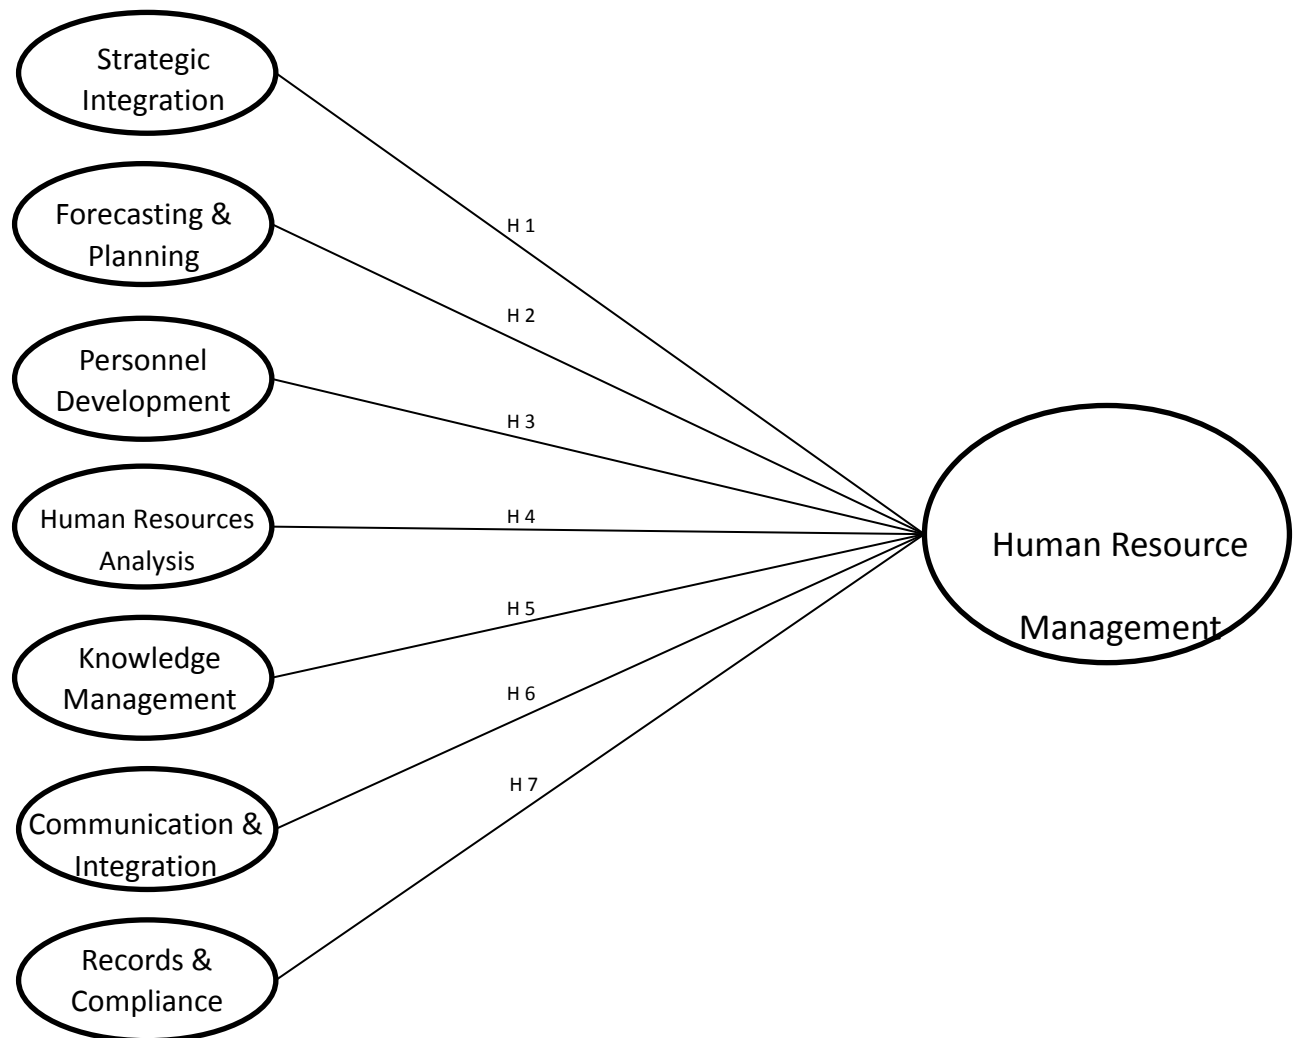 Strategic
Integration
Forecasting &
Planning
Personnel
Development
Human Resources
Analysis
Knowledge
Management
Communication &
Integration
Records &
Compliance
H 1
H 2
H 3
H 4
H 5
H 6
H 7
Human Resource
Management